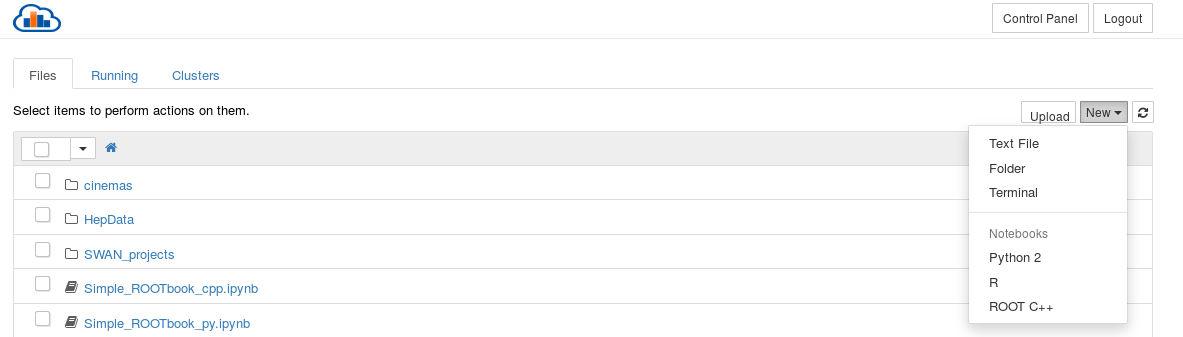 Control Panel Logout
Files Running Clusters
Select items to perform actions on them.
Upload New
Text File
Folder
Terminal
Notebooks
Python 2
R
ROOT C++
cinemas
HepData
SWAN_projects
Simple_ROOTbook_cpp.ipynb
Simple_ROOTbook_py.ipynb